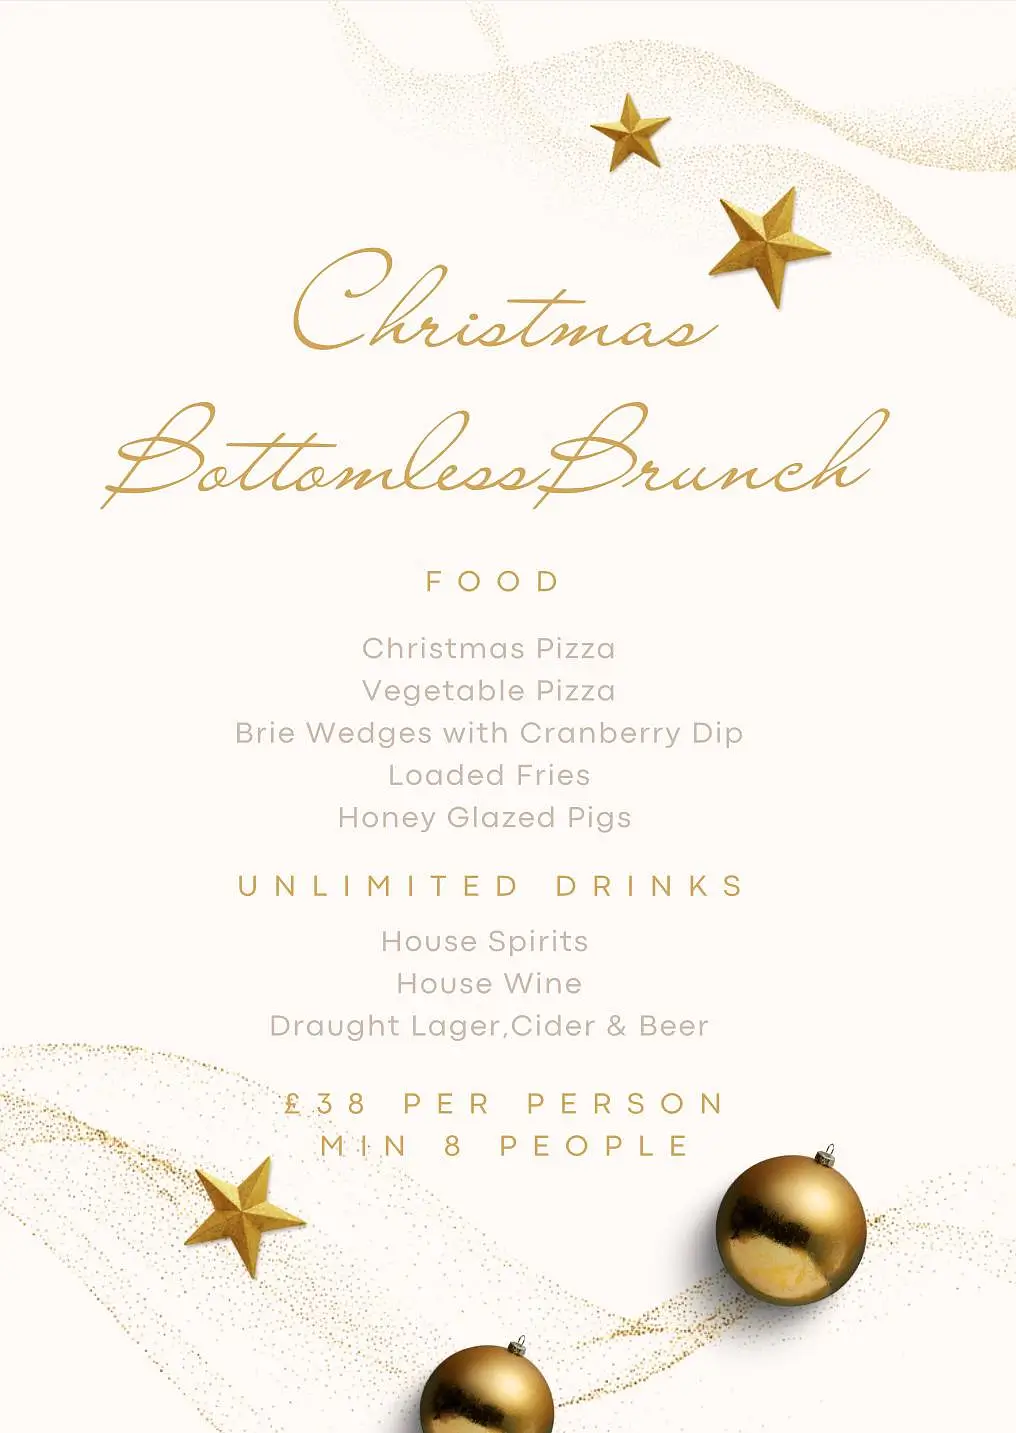 Christmas
BottomlessBrunch
FOOD
Christmas Pizza
Vegetable Pizza
Brie Wedges with Cranberry Dip
Loaded Fries
Honey Glazed Pigs
UNLIMITED DRINKS
House Spirits
House Wine
Draught Lager,Cider & Beer
£38 PER PERSON
MIN 8 PEOPLE